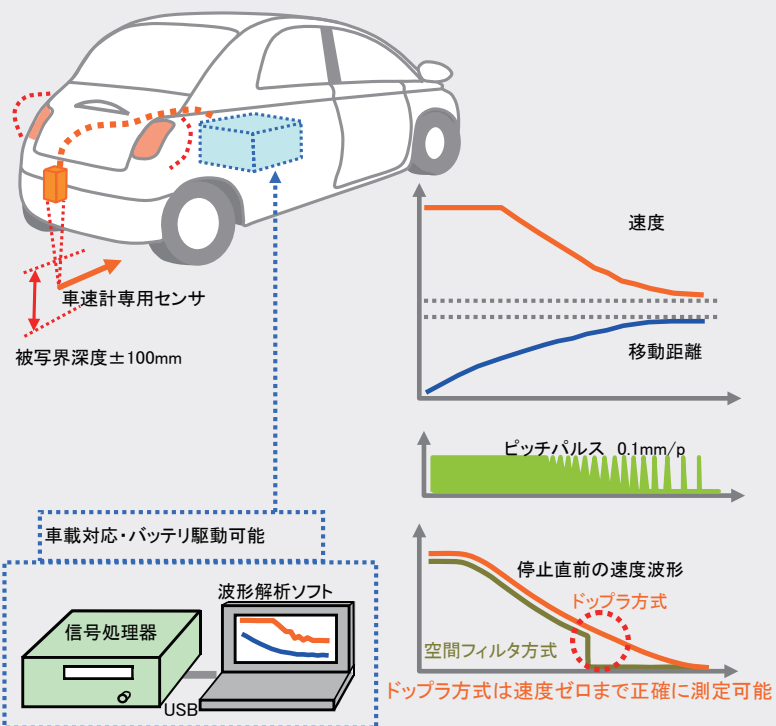 車速計専用センサ
被写界深度±100mm
速度
移動距離
ピッチパルス 0.1mm/p
車載対応・バッテリ駆動可能
信号処理器
波形解析ソフト
USB
停止直前の速度波形
ドップラ方式
空間フィルタ方式
ドップラ方式は速度ゼロまで正確に測定可能